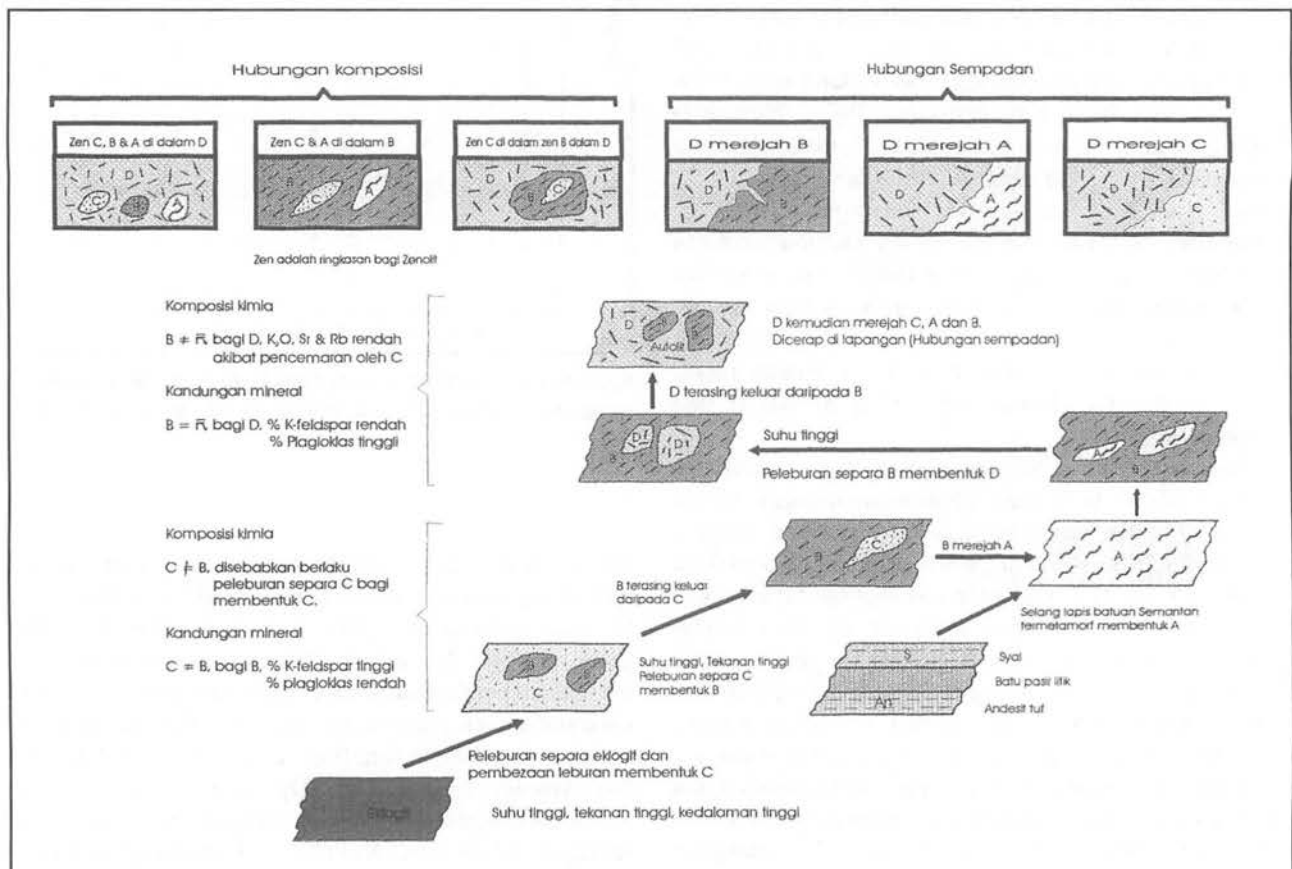 Hubungan komposisi
Hubungan Sempadan
Zen C, B & A di dalam D
Zen C & A di dalam B
Zen C di dalam zen B dalam D
D merejah B
D merejah A
D merejah C
D
C
B
A
B
C
A
D
B
C
D
B
D
A
D
C
Zen adalah ringkasan bagi Zenolit
Komposisi kimia
B ≠ R, bagi D, K₂O, Sr & Rb rendah
akibat pencemaran oleh C
Kandungan mineral
B = R, bagi D, % K-feldspar rendah
% Plagioklas tinggli
D
Autolit
D kemudian merejah C, A dan B.
Dicerap di lapangan (Hubungan sempadan)
D terasing keluar daripada B
B
D
D
Suhu tinggi
Peleburan separa B membentuk D
A
A
B
Komposisi kimia
C ≠ B, disebabkan berlaku
peleburan separa C bagi
membentuk C.
Kandungan mineral
C = B, bagi B, % K-feldspar tinggi
% plagioklas rendah
B
C
B merejah A
A
B terasing keluar
daripada C
Selang lapis batuan Semantan
termetamorf membentuk A
B
B
C
Suhu tinggi, Tekanan tinggi
Peleburan separa C
membentuk B
S
Syal
Batu pasir litik
An
Andesit tuf
Peleburan separa eklogit dan
pembezaan leburan membentuk C
Eklogit
Suhu tinggi, tekanan tinggi, kedalaman tinggi